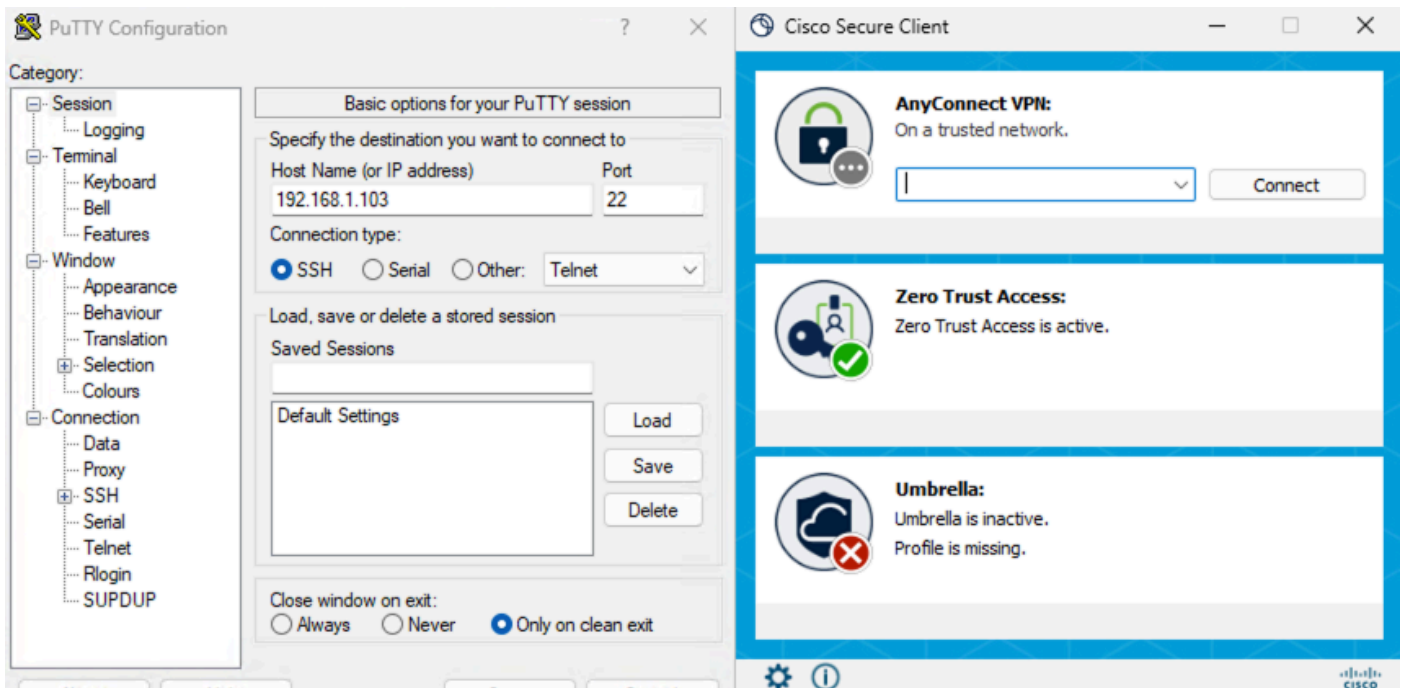 PuTTY Configuration
Category:
Session
Logging
Terminal
Keyboard
Bell
Features
Window
Appearance
Behaviour
Translation
Selection
Colours
Connection
Data
Proxy
SSH
Serial
Telnet
Rlogin
SUPDUP
Basic options for your PuTTY session
Specify the destination you want to connect to
Host Name (or IP address) Port
192.168.1.103 22
Connection type:
SSH Serial Other: Telnet
Load, save or delete a stored session
Saved Sessions
Default Settings
Load
Save
Delete
Close window on exit:
Always Never Only on clean exit
Cisco Secure Client
AnyConnect VPN:
On a trusted network.
Connect
Zero Trust Access:
Zero Trust Access is active.
Umbrella:
Umbrella is inactive.
Profile is missing.
CISCO